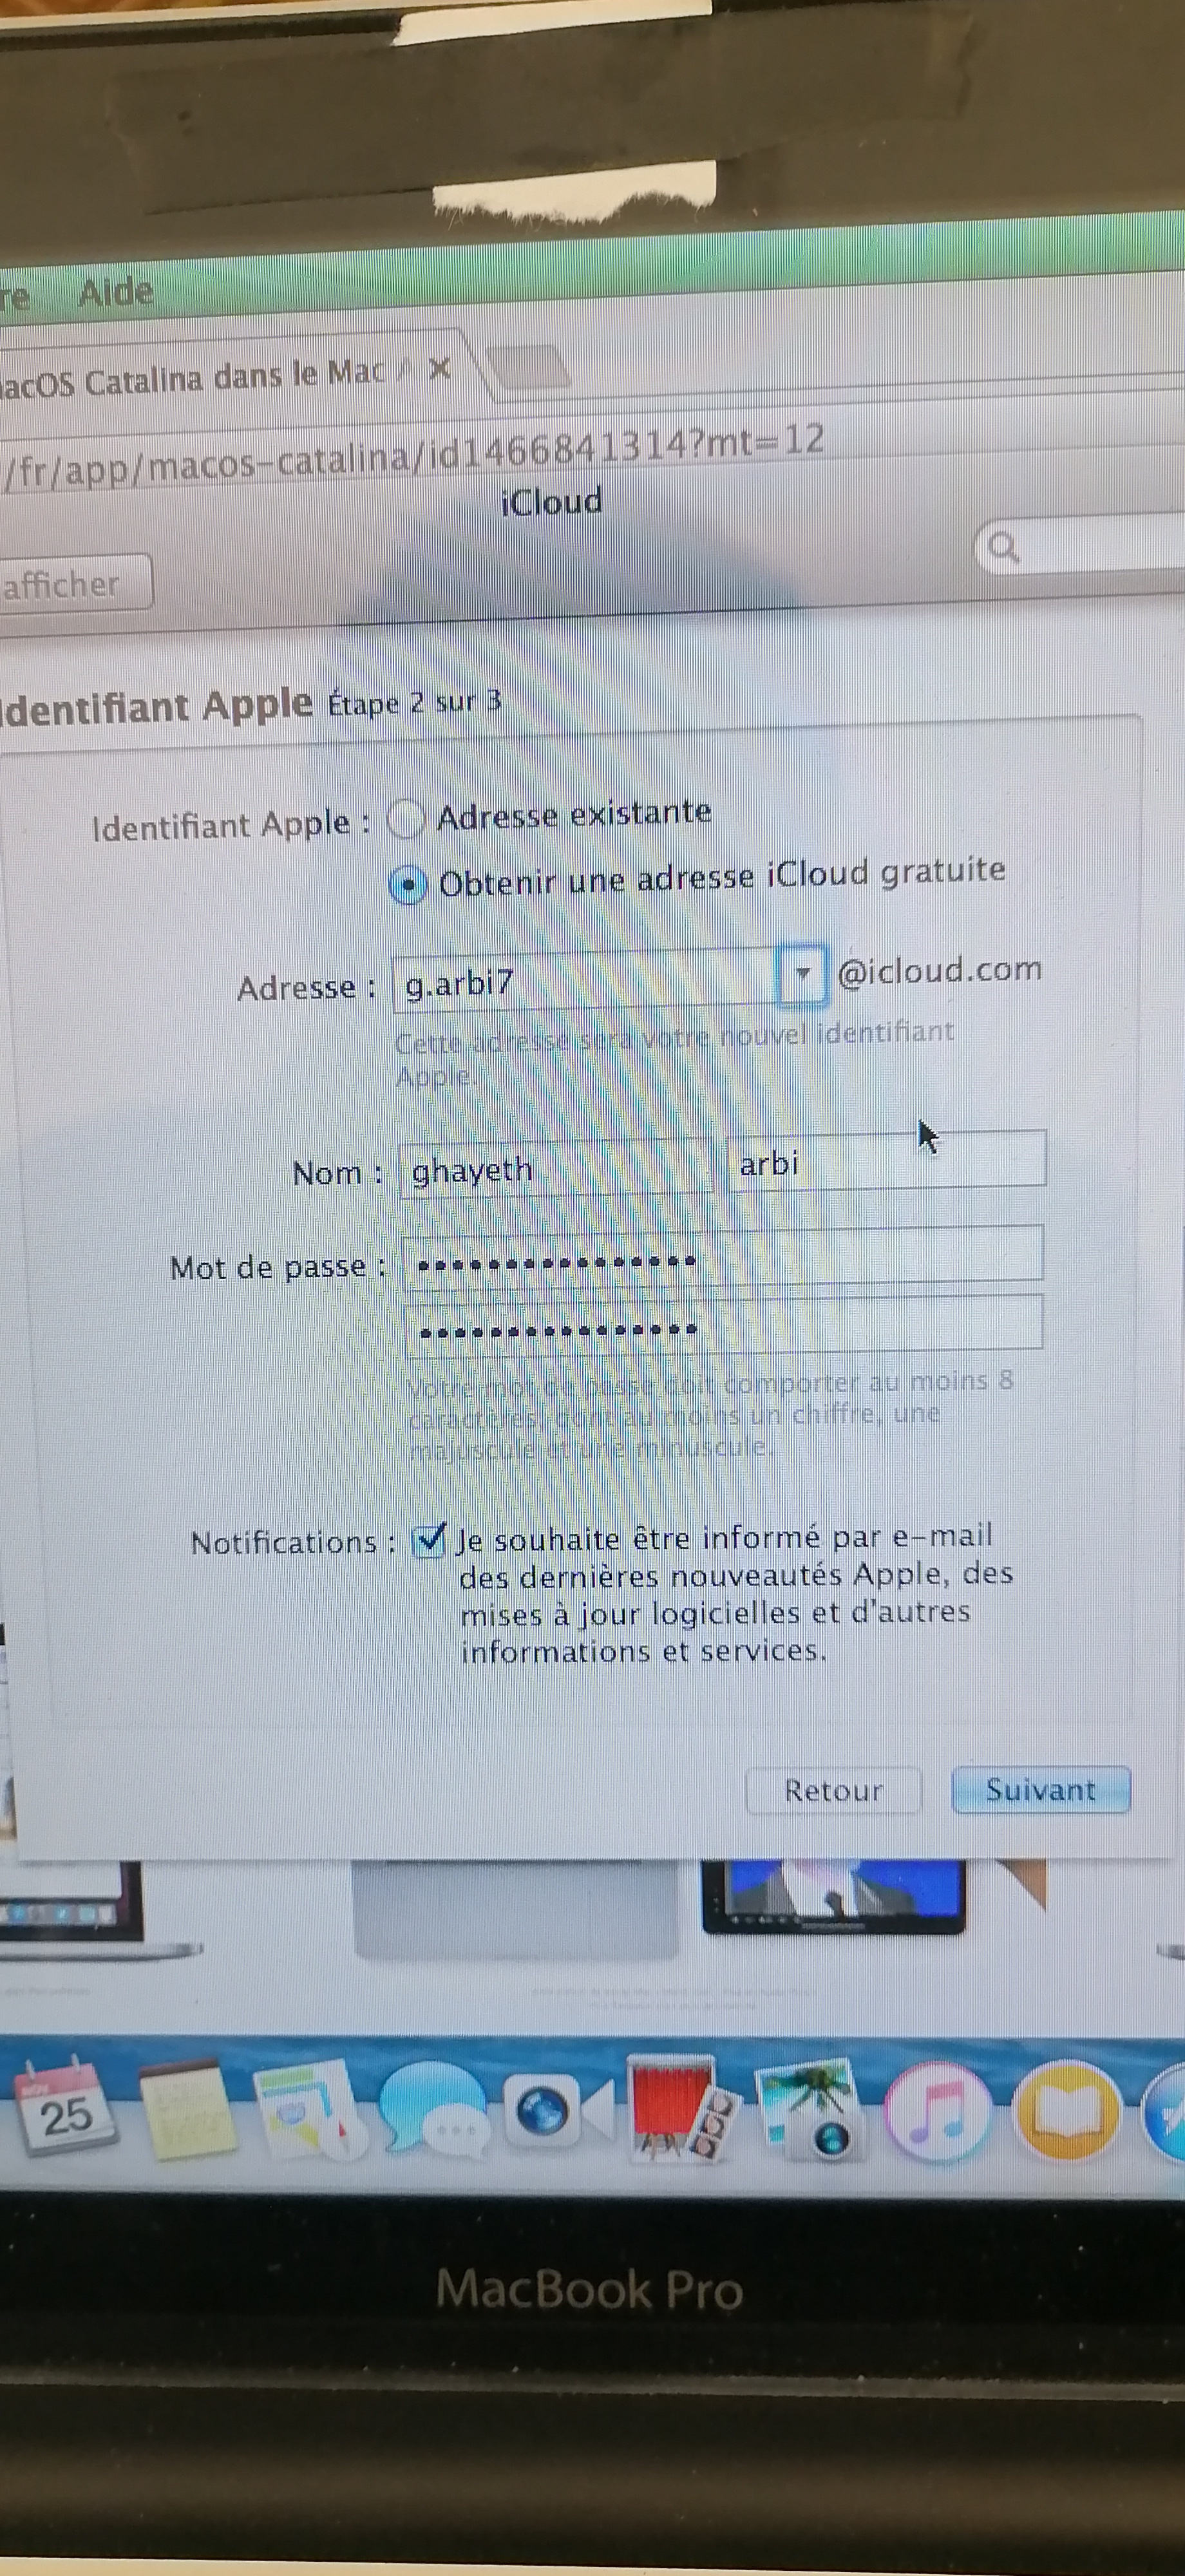 re Aide
acOS Catalina dans le Mac
/fr/app/macos-catalina/id1466841314?mt=12
iCloud
afficher
Identifiant Apple Étape 2 sur 3
Identifiant Apple : Adresse existante
Obtenir une adresse iCloud gratuite
Adresse : g.arbi7 @icloud.com
Cette adresse sera votre nouvel identifiant
Apple.
Nom : ghayeth arbi
Mot de passe : ••••••••••••••••
••••••••••••••••
Votre mot de passe doit comporter au moins 8
caractères, dont au moins un chiffre, une
majuscule et une minuscule.
Notifications : Je souhaite être informé par e-mail
des dernières nouveautés Apple, des
mises à jour logicielles et d'autres
informations et services.
Retour Suivant
NOV
25
MacBook Pro